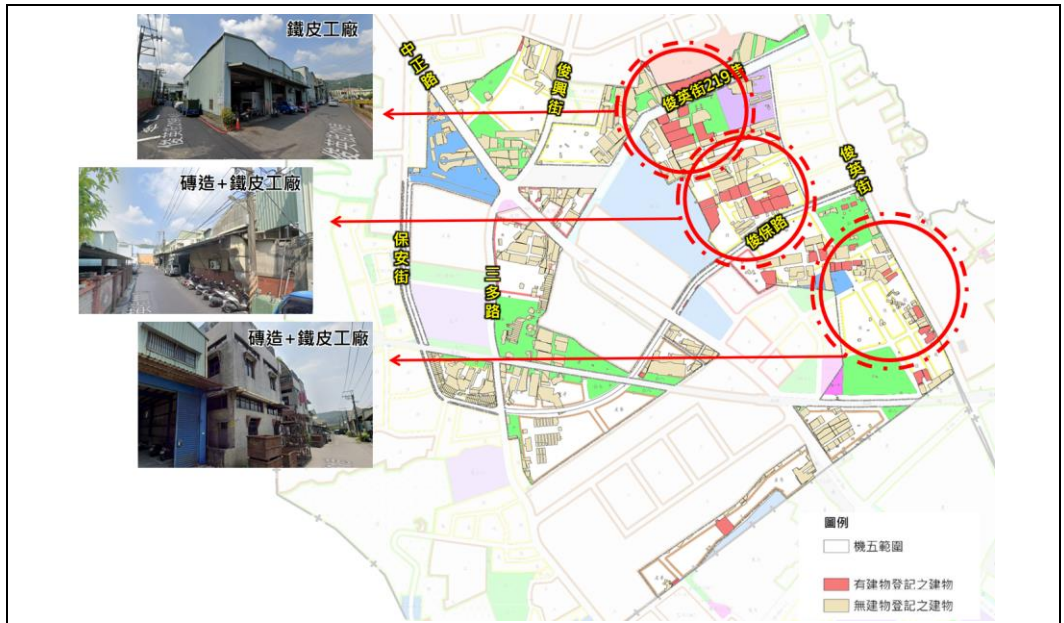 鐵皮工廠
磚造+鐵皮工廠
磚造+鐵皮工廠
中正路
俊興街
俊英街219巷
俊英街
俊保路
保安街
三多路
圖例
機五範圍
有建物登記之建物
無建物登記之建物